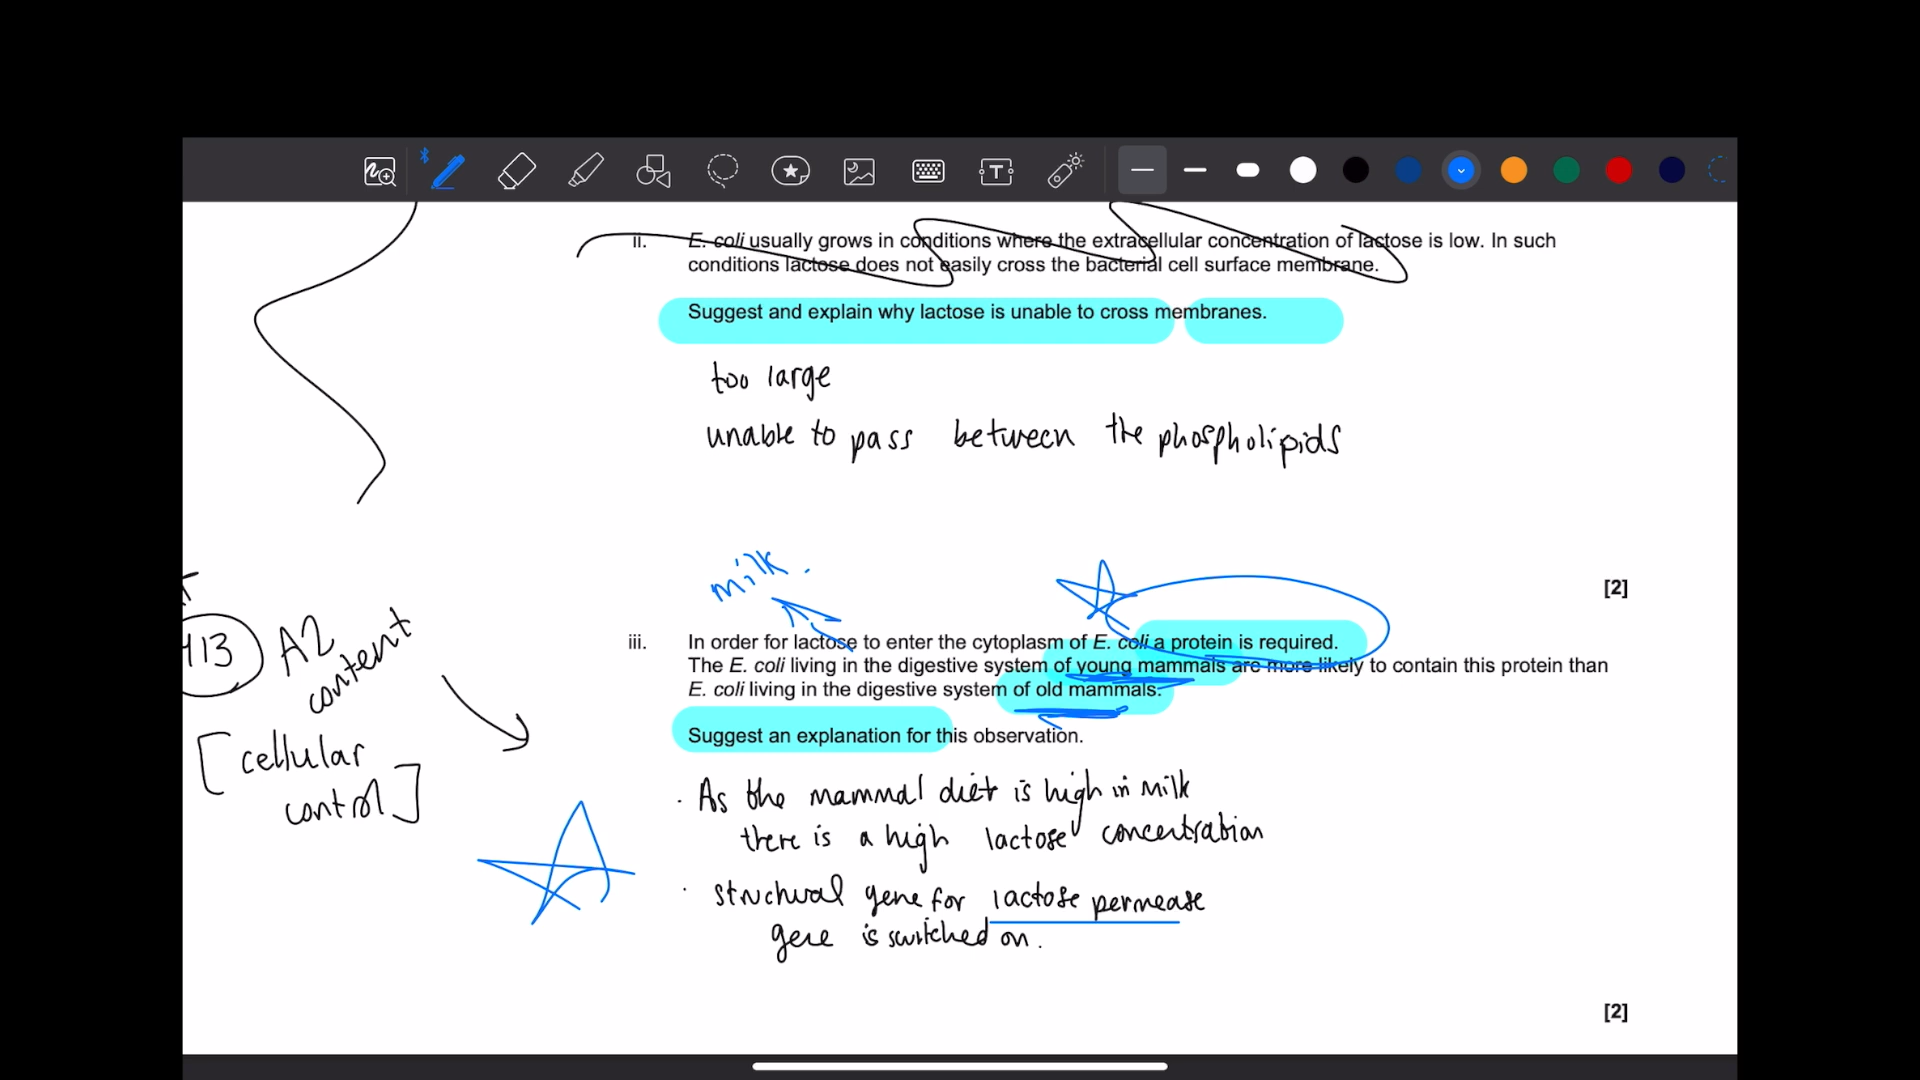 ii. E. coli usually grows in conditions where the extracellular concentration of lactose is low. In such
conditions lactose does not easily cross the bacterial cell surface membrane.
Suggest and explain why lactose is unable to cross membranes.
too large
unable to pass between the phospholipids
[2]
milk.
iii. In order for lactose to enter the cytoplasm of E. coli a protein is required.
The E. coli living in the digestive system of young mammals are more likely to contain this protein than
E. coli living in the digestive system of old mammals.
Suggest an explanation for this observation.
413 A2
content
[cellular
control]
· As the mammal diet is high in milk
there is a high lactose concentration
· structural gene for lactose permease
gene is switched on.
[2]